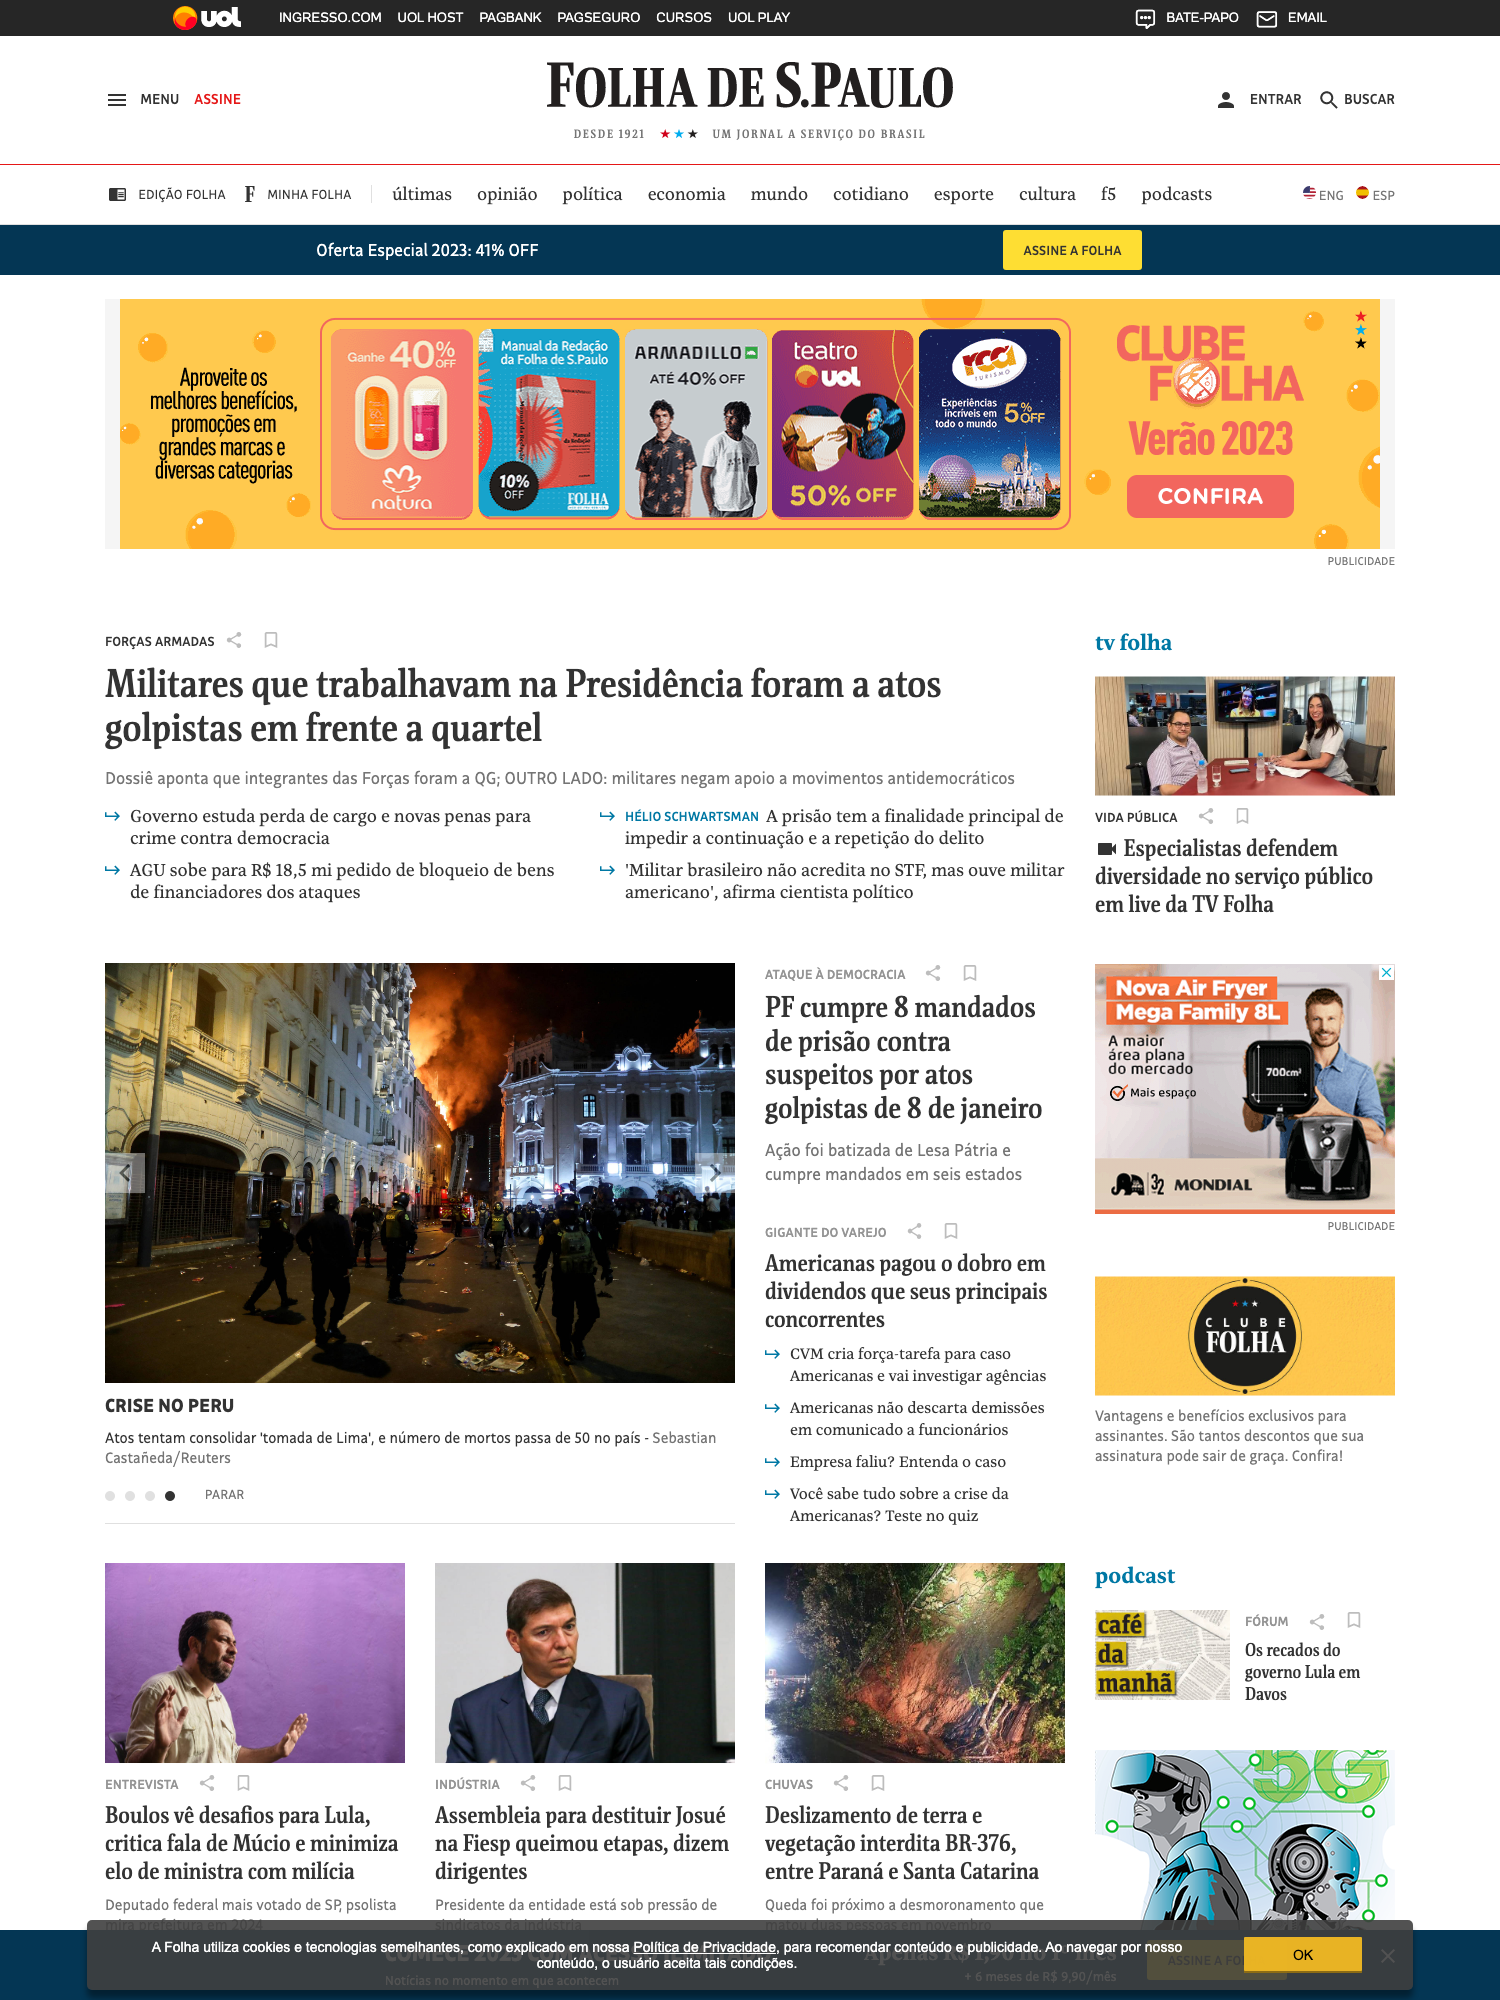 uol INGRESSO.COM UOL HOST PAGBANK PAGSEGURO CURSOS UOL PLAY BATE-PAPO EMAIL
MENU ASSINE
FOLHA DE S.PAULO
DESDE 1921 ★★★ UM JORNAL A SERVIÇO DO BRASIL
ENTRAR BUSCAR
EDIÇÃO FOLHA F MINHA FOLHA últimas opinião política economia mundo cotidiano esporte cultura f5 podcasts ENG ESP
Oferta Especial 2023: 41% OFF
ASSINE A FOLHA
Aproveite os
melhores benefícios,
promoções em
grandes marcas e
diversas categorias
Ganhe 40% OFF
natura
Manual da Redação
da Folha de S.Paulo
10%
OFF
FOLHA
ARMADILLO
ATÉ 40% OFF
teatro
uol
50% OFF
rcci
TURISMO
Experiências
incríveis em
todo o mundo
5% OFF
CLUBE
FOLHA
Verão 2023
CONFIRA
PUBLICIDADE
FORÇAS ARMADAS
Militares que trabalhavam na Presidência foram a atos
golpistas em frente a quartel
Dossiê aponta que integrantes das Forças foram a QG; OUTRO LADO: militares negam apoio a movimentos antidemocráticos
Governo estuda perda de cargo e novas penas para
crime contra democracia
AGU sobe para R$ 18,5 mi pedido de bloqueio de bens
de financiadores dos ataques
HÉLIO SCHWARTSMAN A prisão tem a finalidade principal de
impedir a continuação e a repetição do delito
'Militar brasileiro não acredita no STF, mas ouve militar
americano', afirma cientista político
tv folha
VIDA PÚBLICA
Especialistas defendem
diversidade no serviço público
em live da TV Folha
CRISE NO PERU
Atos tentam consolidar 'tomada de Lima', e número de mortos passa de 50 no país - Sebastian
Castañeda/Reuters
PARAR
ATAQUE À DEMOCRACIA
PF cumpre 8 mandados
de prisão contra
suspeitos por atos
golpistas de 8 de janeiro
Ação foi batizada de Lesa Pátria e
cumpre mandados em seis estados
GIGANTE DO VAREJO
Americanas pagou o dobro em
dividendos que seus principais
concorrentes
CVM cria força-tarefa para caso
Americanas e vai investigar agências
Americanas não descarta demissões
em comunicado a funcionários
Empresa faliu? Entenda o caso
Você sabe tudo sobre a crise da
Americanas? Teste no quiz
Nova Air Fryer
Mega Family 8L
A maior
área plana
do mercado
Mais espaço
700cm²
MONDIAL
PUBLICIDADE
CLUBE
FOLHA
Vantagens e benefícios exclusivos para
assinantes. São tantos descontos que sua
assinatura pode sair de graça. Confira!
ENTREVISTA
Boulos vê desafios para Lula,
critica fala de Múcio e minimiza
elo de ministra com milícia
Deputado federal mais votado de SP, psolista
mira prefeitura em 2024
INDÚSTRIA
Assembleia para destituir Josué
na Fiesp queimou etapas, dizem
dirigentes
Presidente da entidade está sob pressão de
sindicatos da indústria
CHUVAS
Deslizamento de terra e
vegetação interdita BR-376,
entre Paraná e Santa Catarina
Queda foi próximo a desmoronamento que
matou duas pessoas em novembro
podcast
café
da
manhã
FÓRUM
Os recados do
governo Lula em
Davos
5G
A Folha utiliza cookies e tecnologias semelhantes, como explicado em nossa Política de Privacidade, para recomendar conteúdo e publicidade. Ao navegar por nosso
conteúdo, o usuário aceita tais condições.
OK
Notícias no momento em que acontecem
+ 6 meses de R$ 9,90/mês
ASSINE A FO